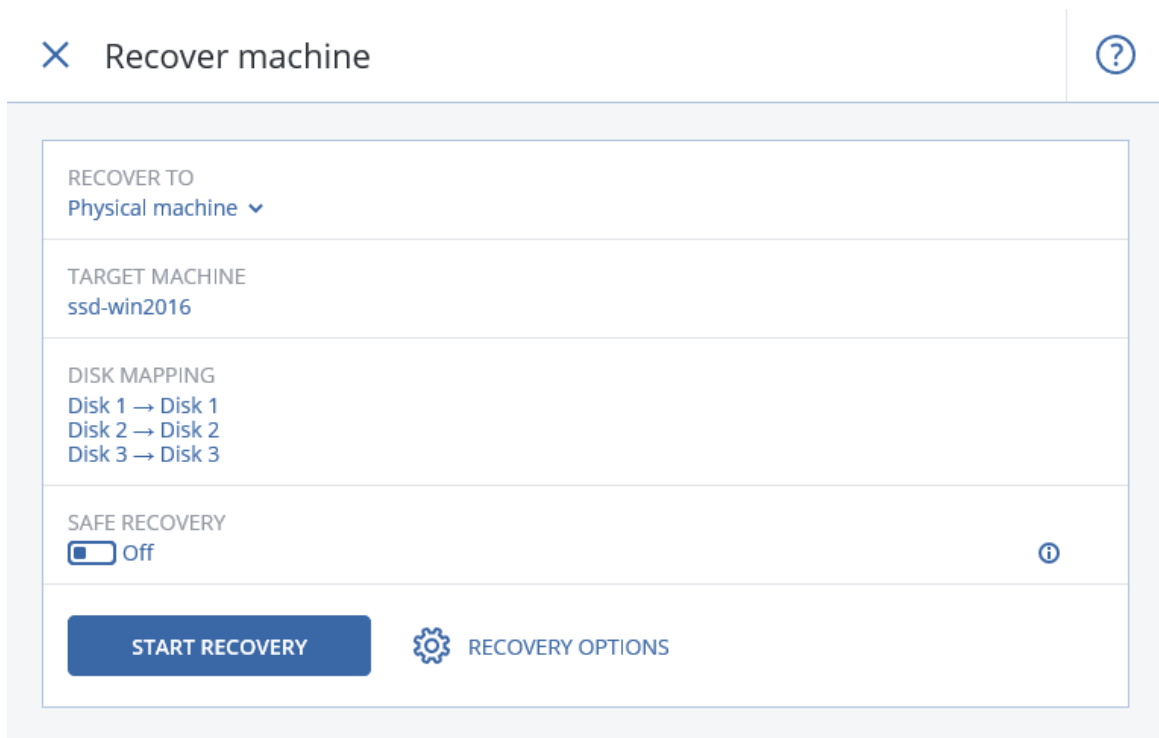 Recover machine
?
RECOVER TO
Physical machine
TARGET MACHINE
ssd-win2016
DISK MAPPING
Disk 1 → Disk 1
Disk 2 → Disk 2
Disk 3 → Disk 3
SAFE RECOVERY
Off
START RECOVERY
RECOVERY OPTIONS